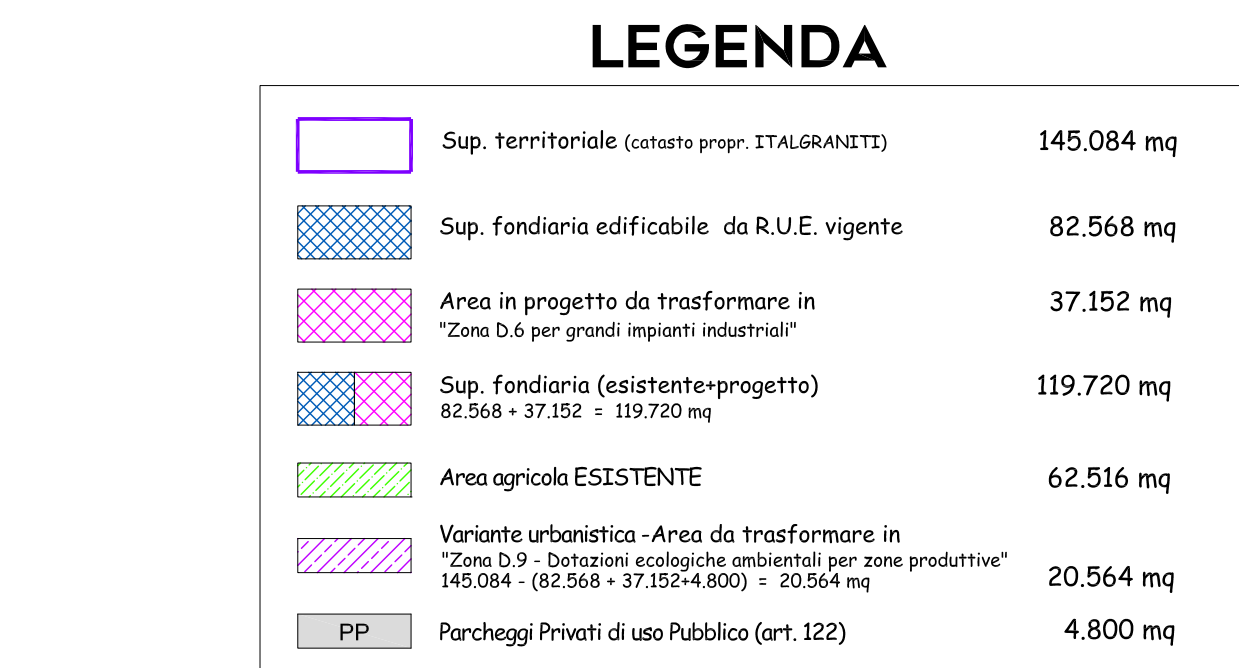 LEGENDA
Sup. territoriale (catasto propr. ITALGRANITI) 145.084 mq
Sup. fondiaria edificabile da R.U.E. vigente 82.568 mq
Area in progetto da trasformare in 37.152 mq
"Zona D.6 per grandi impianti industriali"
Sup. fondiaria (esistente+progetto) 119.720 mq
82.568 + 37.152 = 119.720 mq
Area agricola ESISTENTE 62.516 mq
Variante urbanistica -Area da trasformare in
"Zona D.9 - Dotazioni ecologiche ambientali per zone produttive"
145.084 - (82.568 + 37.152+4.800) = 20.564 mq 20.564 mq
PP Parcheggi Privati di uso Pubblico (art. 122) 4.800 mq